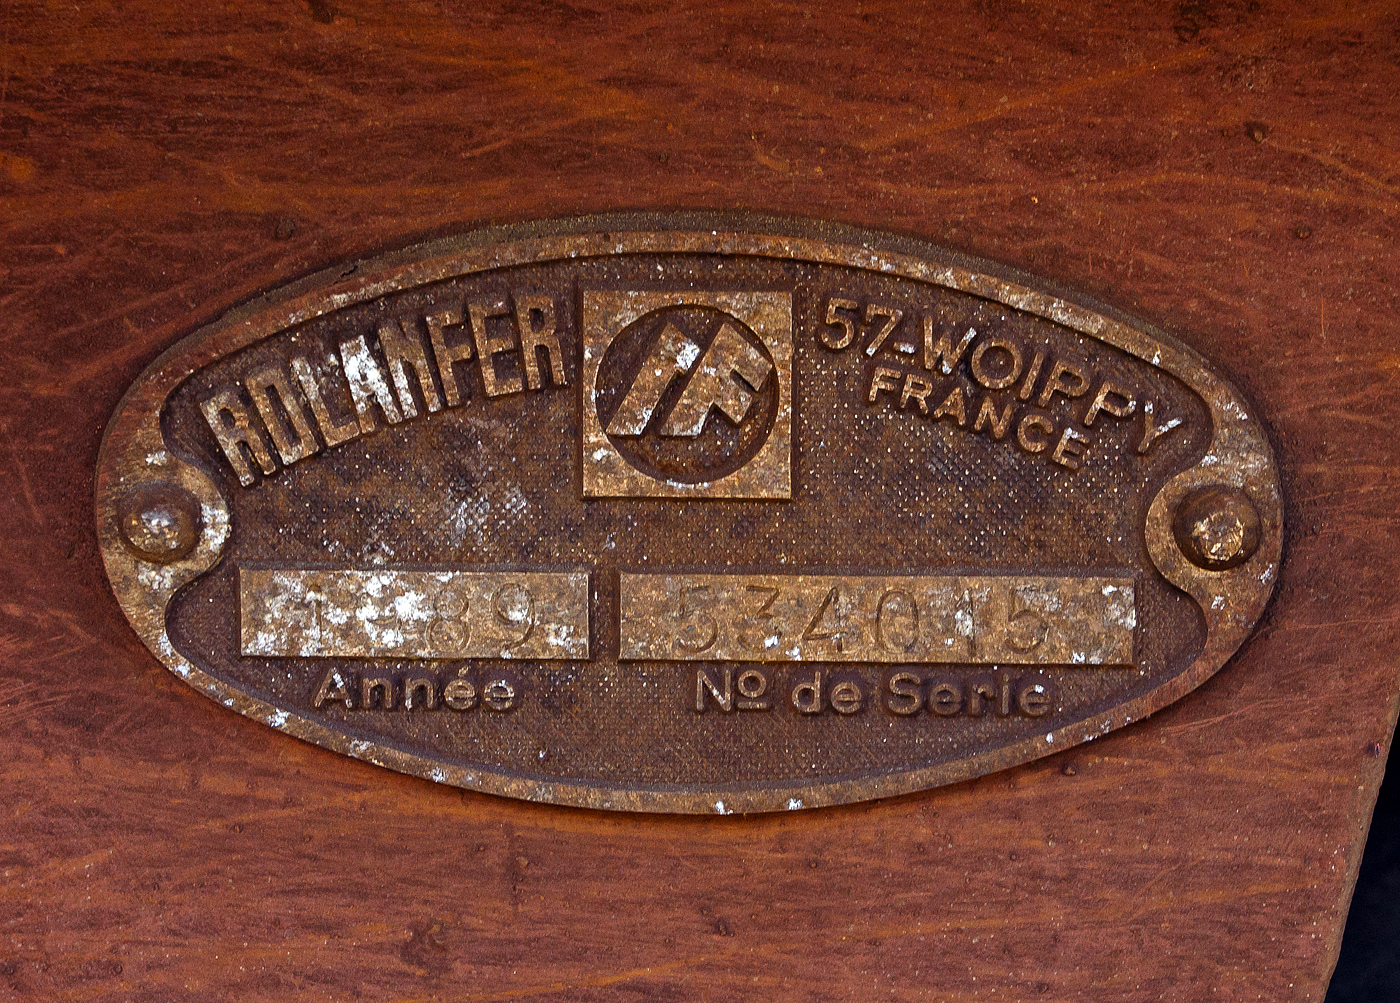 ROLANFER
57-WOIPPY
FRANCE
1989
534015
Année
Nº de Serie